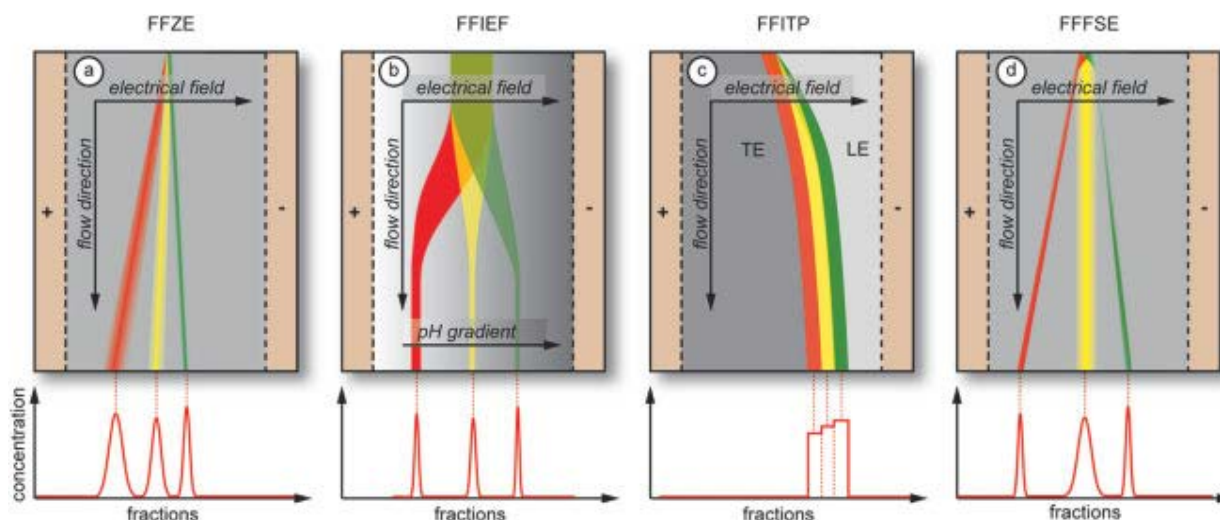 FFZE
FFIEF
FFITP
FFFSE
a
electrical field
flow direction
+
-
b
electrical field
flow direction
+
-
pH gradient
c
electrical field
flow direction
TE
LE
+
-
d
electrical field
flow direction
+
-
concentration
fractions
fractions
fractions
fractions